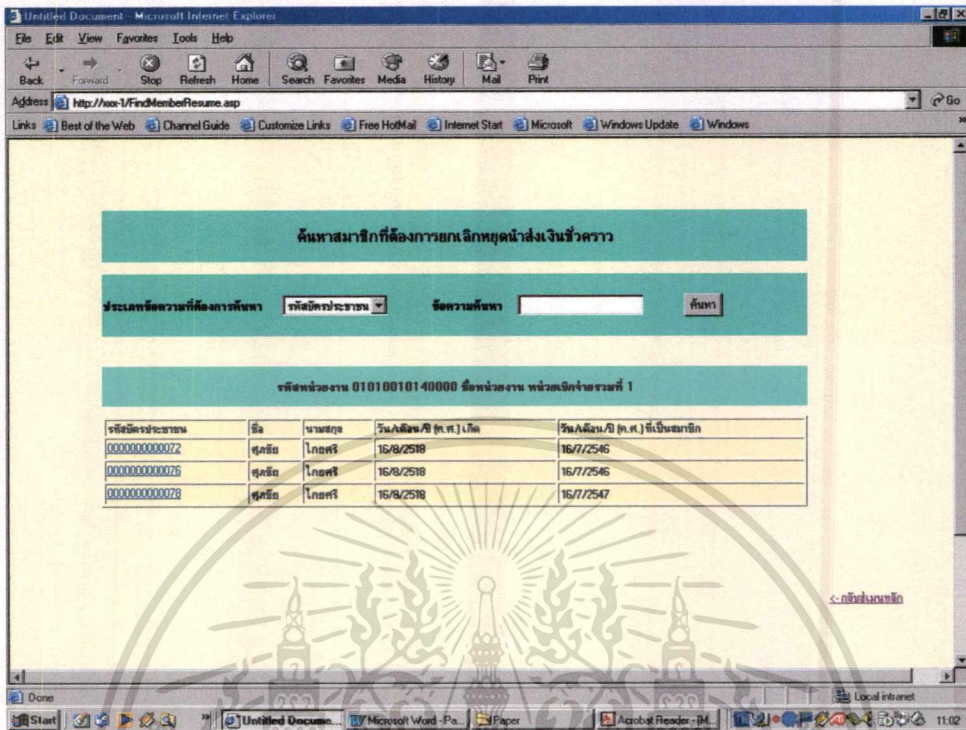 Untitled Document - Microsoft Internet Explorer
File Edit View Favorites Tools Help
Back Forward Stop Refresh Home Search Favorites Media History Mail Print
Address http://xxx-1/FindMemberResume.asp Go
Links Best of the Web Channel Guide Customize Links Free HotMail Internet Start Microsoft Windows Update Windows
ค้นหาสมาชิกที่ต้องการยกเลิกหยุดนำส่งเงินชั่วคราว
ประเภทข้อความที่ต้องการค้นหา รหัสบัตรประชาชน ข้อความค้นหา ค้นหา
รหัสหน่วยงาน 01010010140000 ชื่อหน่วยงาน หน่วยเบิกจ่ายรวมที่ 1
รหัสบัตรประชาชน ชื่อ นามสกุล วัน/เดือน/ปี (ค.ศ.) เกิด วัน/เดือน/ปี (ค.ศ.) ที่เป็นสมาชิก
0000000000072 ศุภชัย ไกยศรี 16/8/2518 16/7/2546
0000000000076 ศุภชัย ไกยศรี 16/8/2518 16/7/2546
0000000000078 ศุภชัย ไกยศรี 16/8/2518 16/7/2547
<- กลับสู่เมนูหลัก
Done Local intranet
Start Untitled Docume... Microsoft Word - Pa... Paper Acrobat Reader - [M... 11:02